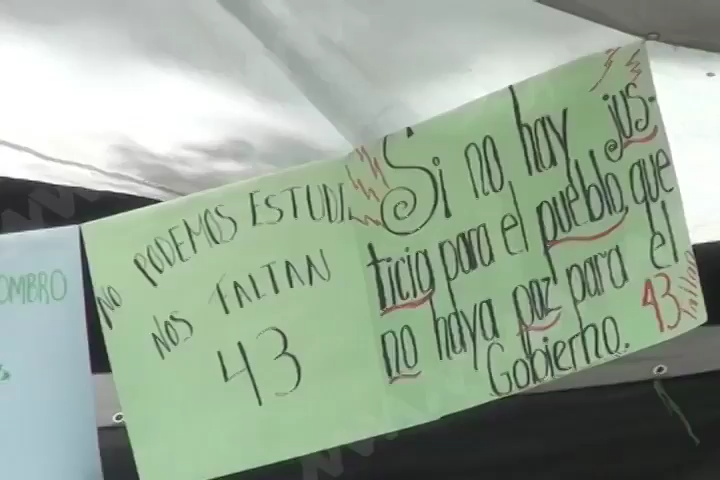 OMBRO
NO PODEMOS ESTUDI
NOS FALTAN
43
Si no hay jus-
ticia para el pueblo, que
no haya paz para el
Gobierno.
43